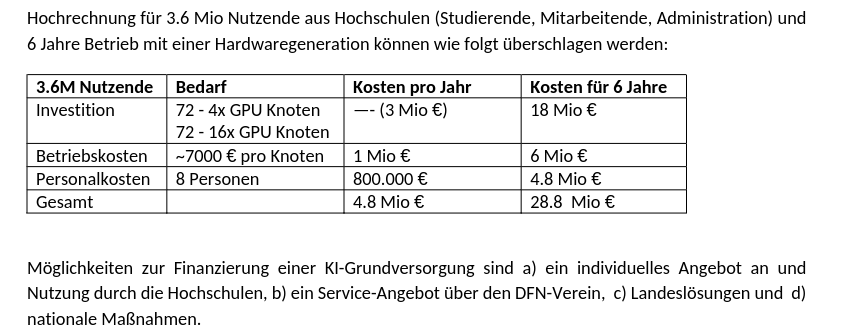 Hochrechnung für 3.6 Mio Nutzende aus Hochschulen (Studierende, Mitarbeitende, Administration) und
6 Jahre Betrieb mit einer Hardwaregeneration können wie folgt überschlagen werden:
3.6M Nutzende Bedarf Kosten pro Jahr Kosten für 6 Jahre
Investition 72 - 4x GPU Knoten —- (3 Mio €) 18 Mio €
72 - 16x GPU Knoten
Betriebskosten ~7000 € pro Knoten 1 Mio € 6 Mio €
Personalkosten 8 Personen 800.000 € 4.8 Mio €
Gesamt 4.8 Mio € 28.8 Mio €
Möglichkeiten zur Finanzierung einer KI-Grundversorgung sind a) ein individuelles Angebot an und
Nutzung durch die Hochschulen, b) ein Service-Angebot über den DFN-Verein, c) Landeslösungen und d)
nationale Maßnahmen.